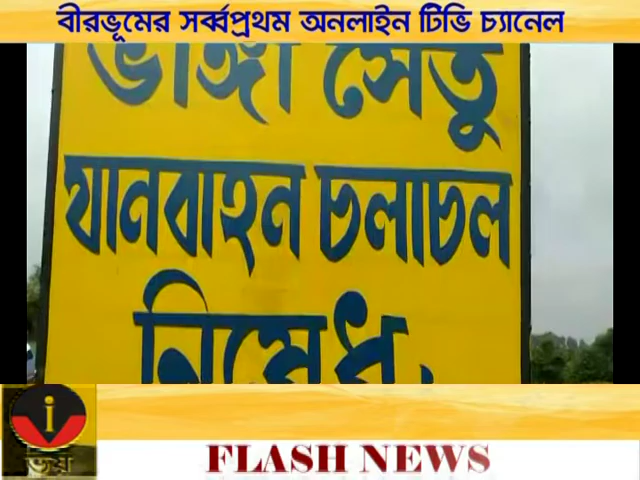 বীরভূমের সর্ব্বপ্রথম অনলাইন টিভি চ্যানেল
ভাঙ্গা সেতু
যানবাহন চলাচল
নিষেধ.
i
ভিয়
FLASH NEWS